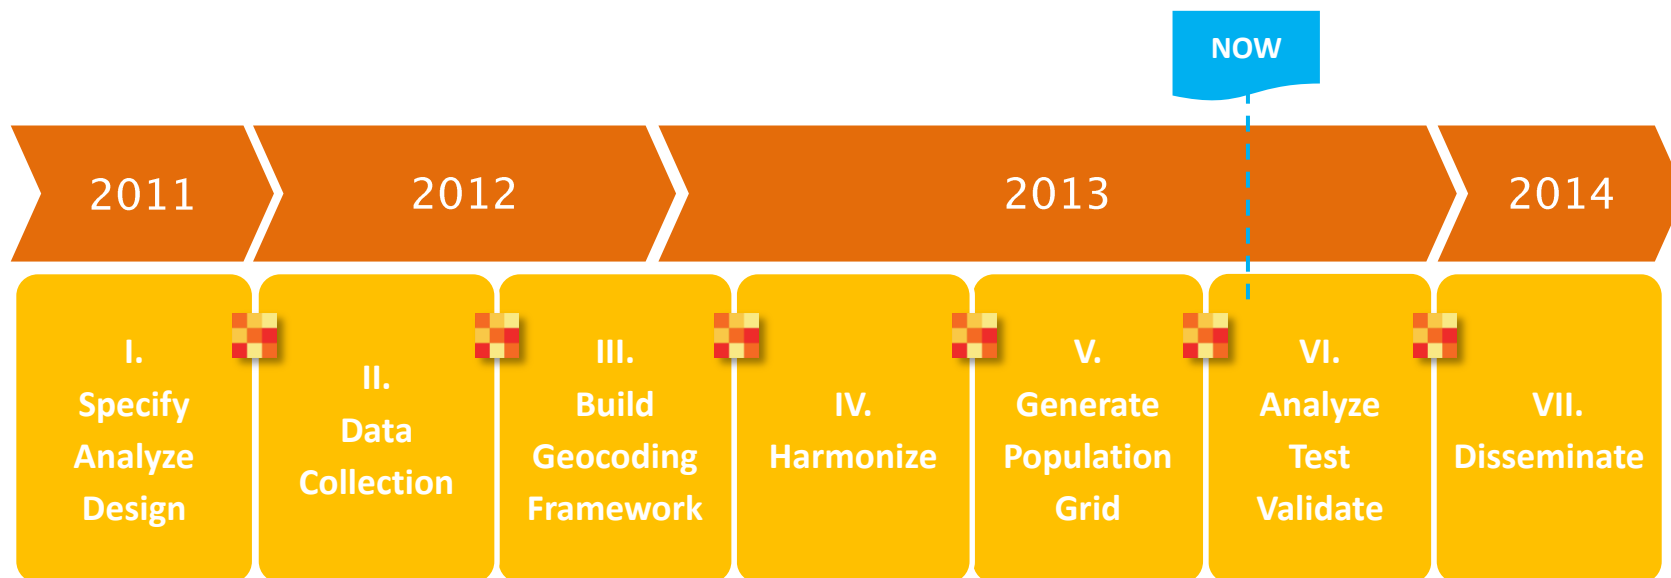 NOW
2011
2012
2013
2014
I.
Specify
Analyze
Design
II.
Data
Collection
III.
Build
Geocoding
Framework
IV.
Harmonize
V.
Generate
Population
Grid
VI.
Analyze
Test
Validate
VII.
Disseminate